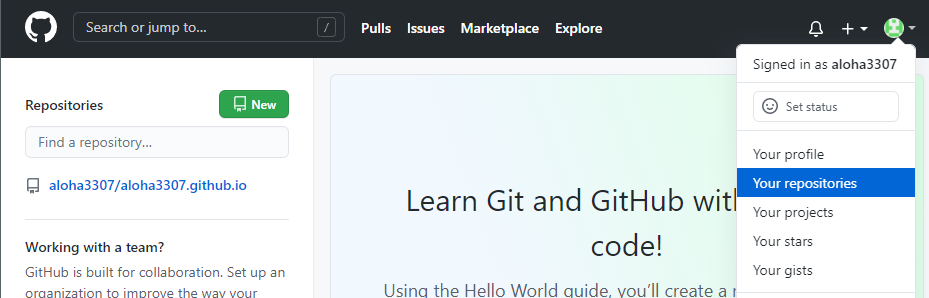 Search or jump to... /
Pulls Issues Marketplace Explore
Signed in as aloha3307
Set status
Your profile
Your repositories
Your projects
Your stars
Your gists
Repositories
New
Find a repository...
aloha3307/aloha3307.github.io
Working with a team?
GitHub is built for collaboration. Set up an
organization to improve the way your
Learn Git and GitHub with
code!
Using the Hello World guide, you'll create a